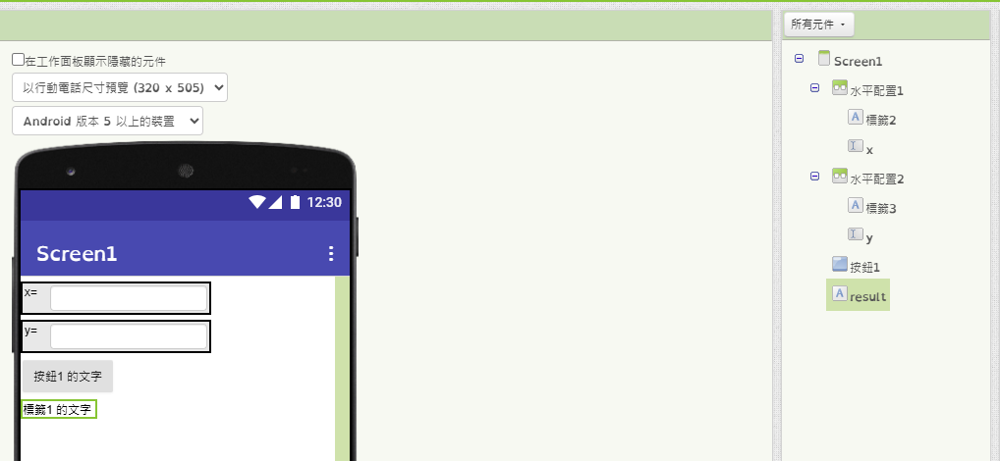 所有元件
在工作面板顯示隱藏的元件
以行動電話尺寸預覽 (320 x 505)
Android 版本 5 以上的裝置
12:30
Screen1
x=
y=
按鈕1 的文字
標籤1 的文字
Screen1
水平配置1
A 標籤2
x
水平配置2
A 標籤3
y
按鈕1
A result